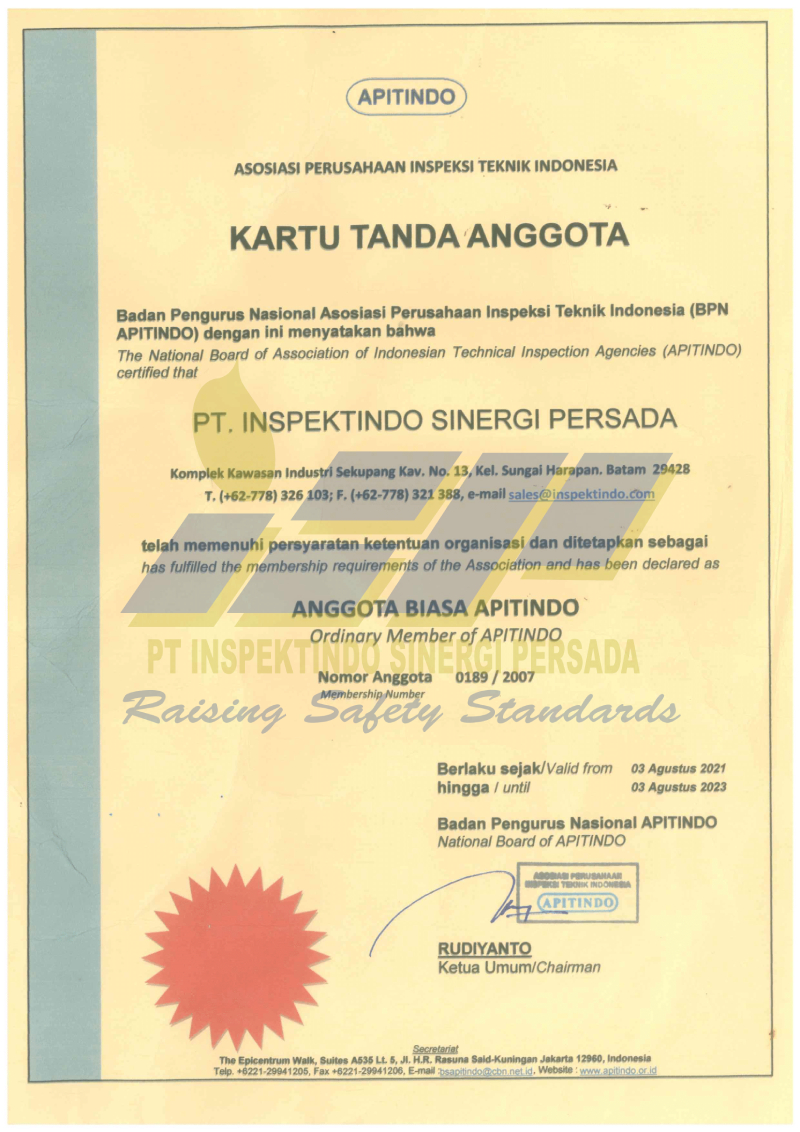 APITINDO
ASOSIASI PERUSAHAAN INSPEKSI TEKNIK INDONESIA
KARTU TANDA ANGGOTA
Badan Pengurus Nasional Asosiasi Perusahaan Inspeksi Teknik Indonesia (BPN
APITINDO) dengan ini menyatakan bahwa
The National Board of Association of Indonesian Technical Inspection Agencies (APITINDO)
certified that
PT. INSPEKTINDO SINERGI PERSADA
Komplek Kawasan Industri Sekupang Kav. No. 13, Kel. Sungai Harapan. Batam 29428
T. (+62-778) 326 103; F. (+62-778) 321 388, e-mail sales@inspektindo.com
telah memenuhi persyaratan ketentuan organisasi dan ditetapkan sebagai
has fulfilled the membership requirements of the Association and has been declared as
ANGGOTA BIASA APITINDO
Ordinary Member of APITINDO
PT INSPEKTINDO SINERGI PERSADA
Nomor Anggota 0189 / 2007
Membership Number
Raising Safety Standards
Berlaku sejak/Valid from 03 Agustus 2021
hingga / until 03 Agustus 2023
Badan Pengurus Nasional APITINDO
National Board of APITINDO
ASOSIASI PERUSAHAAN
INSPEKSI TEKNIK INDONESIA
APITINDO
RUDIYANTO
Ketua Umum/Chairman
Secretariat
The Epicentrum Walk, Suites A535 Lt. 5, Jl. H.R. Rasuna Said-Kuningan Jakarta 12960, Indonesia
Telp. +6221-29941205, Fax +6221-29941206, E-mail :bsapitindo@cbn.net.id, Website : www.apitindo.or.id